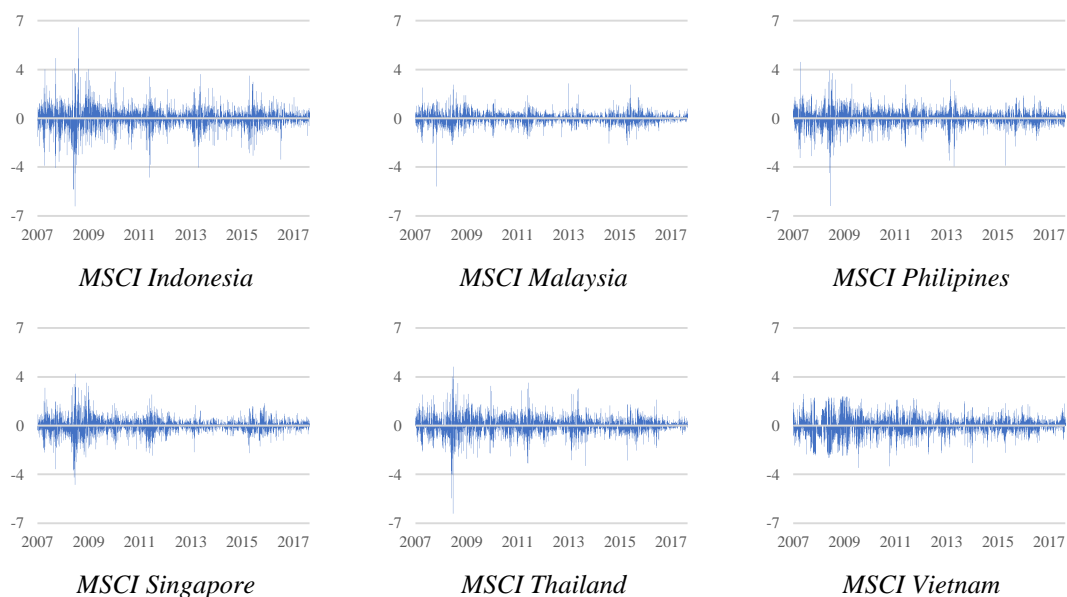 7 7 7
4 4 4
0 0 0
-4 -4 -4
-7 -7 -7
2007 2009 2011 2013 2015 2017 2007 2009 2011 2013 2015 2017 2007 2009 2011 2013 2015 2017
MSCI Indonesia MSCI Malaysia MSCI Philipines
7 7 7
4 4 4
0 0 0
-4 -4 -4
-7 -7 -7
2007 2009 2011 2013 2015 2017 2007 2009 2011 2013 2015 2017 2007 2009 2011 2013 2015 2017
MSCI Singapore MSCI Thailand MSCI Vietnam